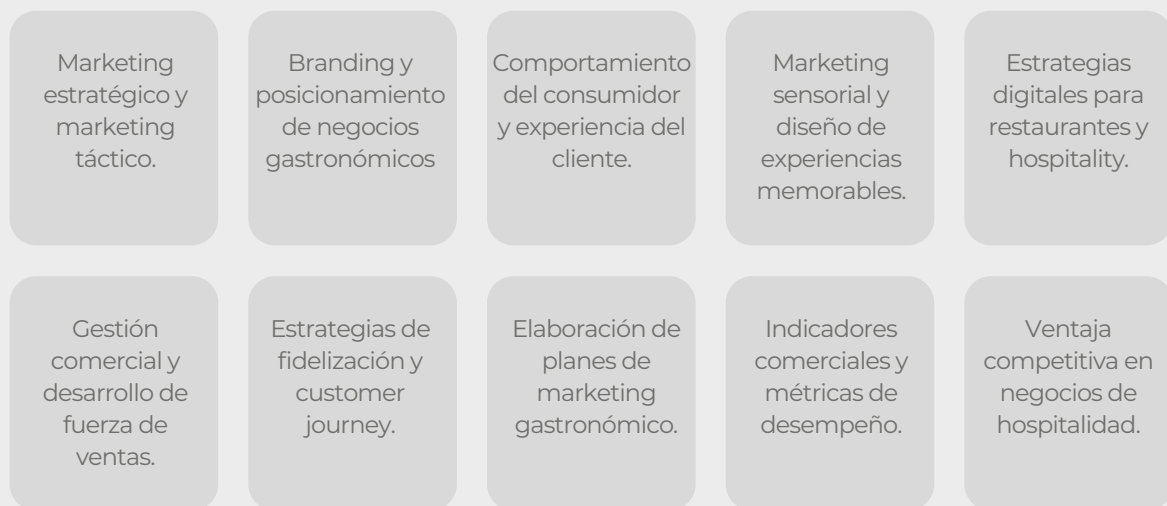 Marketing
estratégico y
marketing
táctico.
Branding y
posicionamiento
de negocios
gastronómicos
Comportamiento
del consumidor
y experiencia del
cliente.
Marketing
sensorial y
diseño de
experiencias
memorables.
Estrategias
digitales para
restaurantes y
hospitality.
Gestión
comercial y
desarrollo de
fuerza de
ventas.
Estrategias de
fidelización y
customer
journey.
Elaboración de
planes de
marketing
gastronómico.
Indicadores
comerciales y
métricas de
desempeño.
Ventaja
competitiva en
negocios de
hospitalidad.